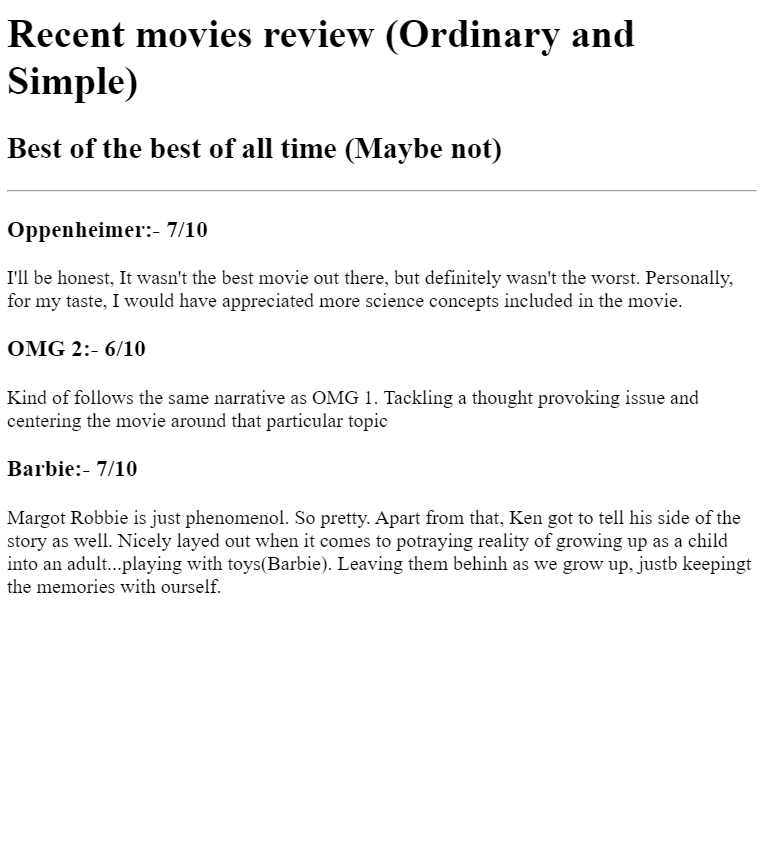 Recent movies review (Ordinary and
Simple)
Best of the best of all time (Maybe not)
Oppenheimer:- 7/10
I'll be honest, It wasn't the best movie out there, but definitely wasn't the worst. Personally,
for my taste, I would have appreciated more science concepts included in the movie.
OMG 2:- 6/10
Kind of follows the same narrative as OMG 1. Tackling a thought provoking issue and
centering the movie around that particular topic
Barbie:- 7/10
Margot Robbie is just phenomenol. So pretty. Apart from that, Ken got to tell his side of the
story as well. Nicely layed out when it comes to potraying reality of growing up as a child
into an adult...playing with toys(Barbie). Leaving them behinh as we grow up, justb keepingt
the memories with ourself.